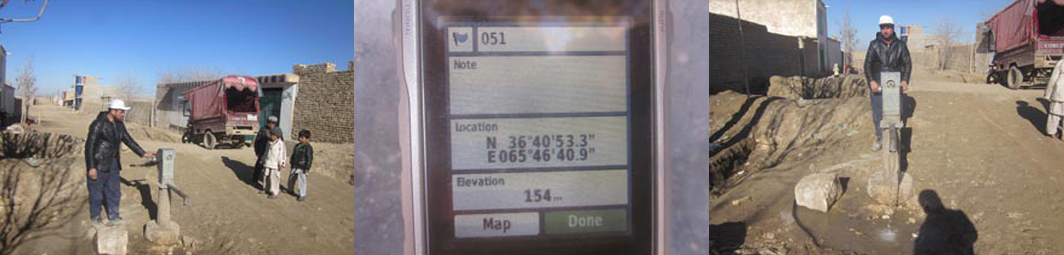 051
Note
Location
N 36°40'53.3"
E 065°46'40.9"
Elevation
154m
Map
Done